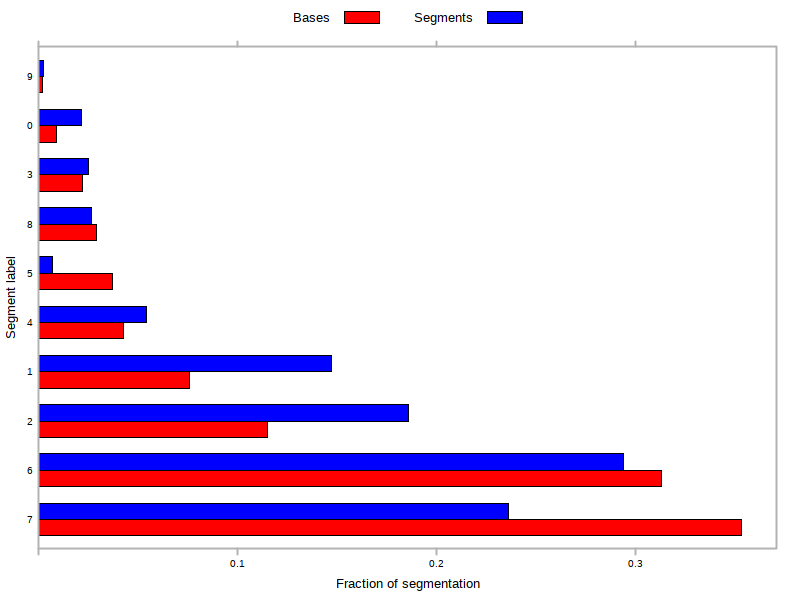 Bases Segments
9
0
3
8
5
4
1
2
6
7
Segment label
0.1 0.2 0.3
Fraction of segmentation